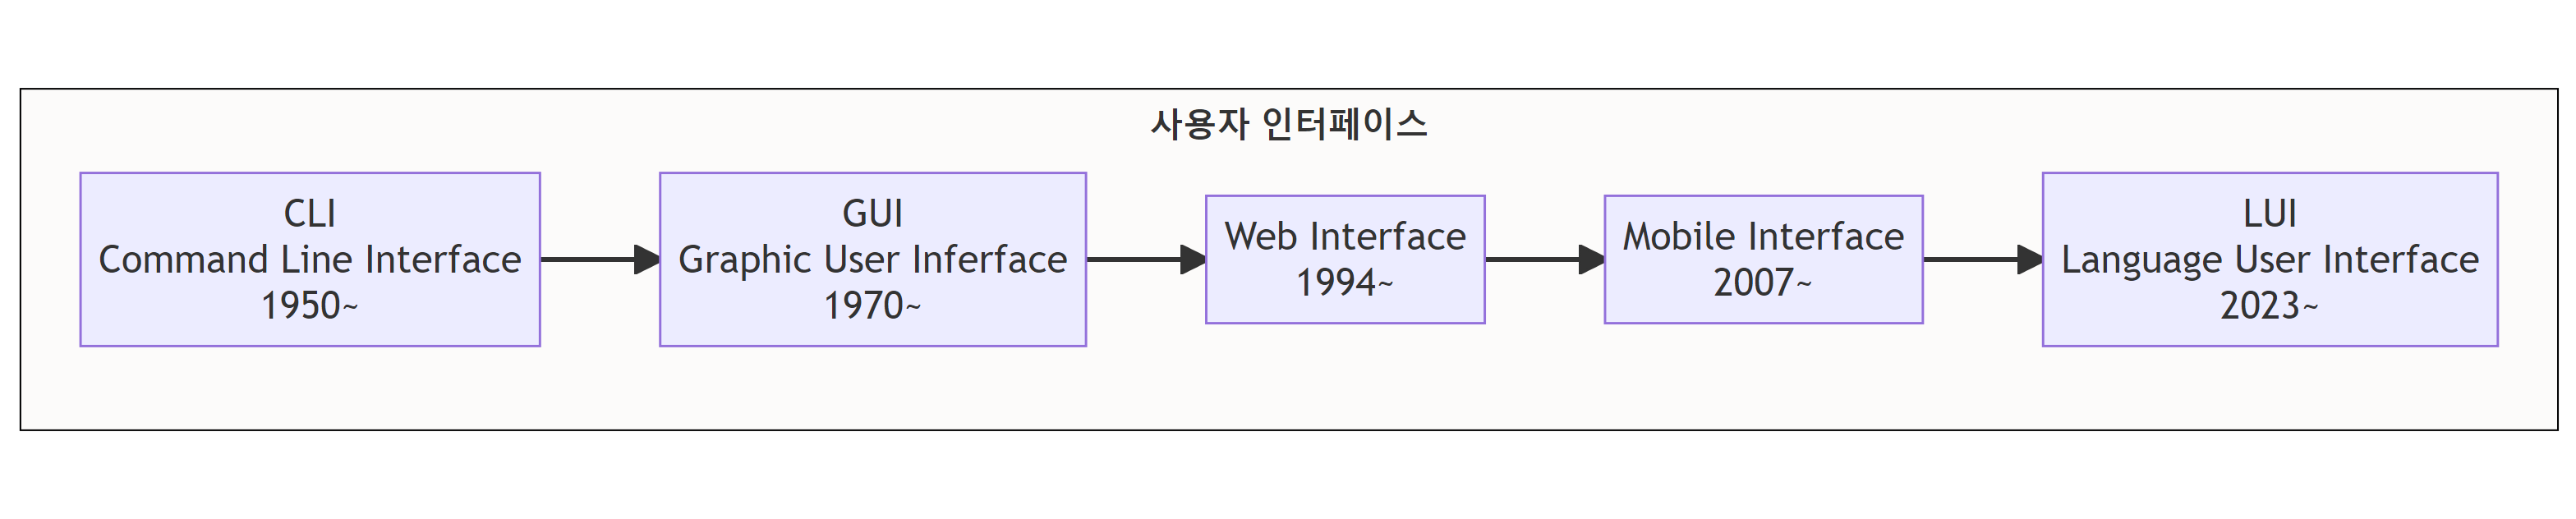 사용자 인터페이스
CLI
Command Line Interface
1950~
GUI
Graphic User Inferface
1970~
Web Interface
1994~
Mobile Interface
2007~
LUI
Language User Interface
2023~